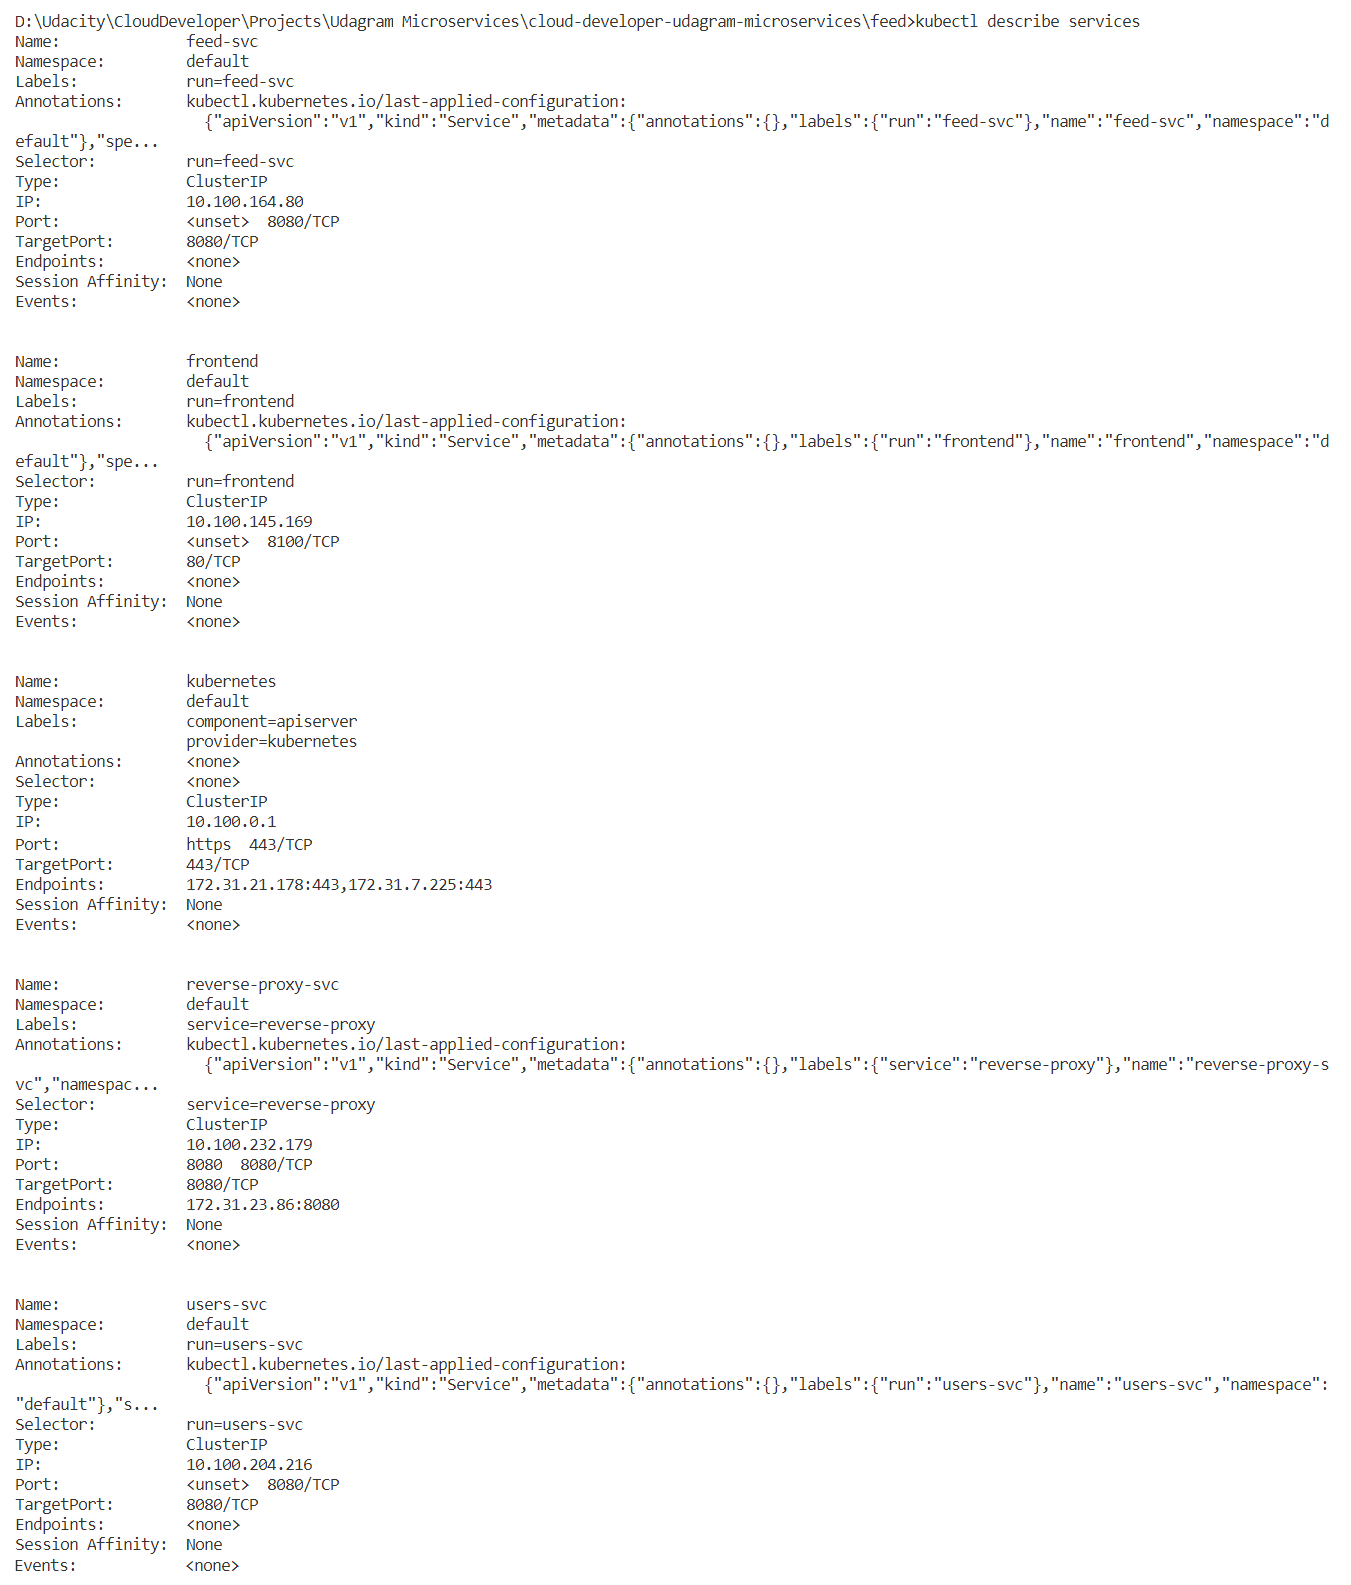 D:\Udacity\CloudDeveloper\Projects\Udagram Microservices\cloud-developer-udagram-microservices\feed>kubectl describe services
Name:              feed-svc
Namespace:         default
Labels:            run=feed-svc
Annotations:       kubectl.kubernetes.io/last-applied-configuration:
                     {"apiVersion":"v1","kind":"Service","metadata":{"annotations":{},"labels":{"run":"feed-svc"},"name":"feed-svc","namespace":"d
efault"},"spe...
Selector:          run=feed-svc
Type:              ClusterIP
IP:                10.100.164.80
Port:              <unset>  8080/TCP
TargetPort:        8080/TCP
Endpoints:         <none>
Session Affinity:  None
Events:            <none>
Name:              frontend
Namespace:         default
Labels:            run=frontend
Annotations:       kubectl.kubernetes.io/last-applied-configuration:
                     {"apiVersion":"v1","kind":"Service","metadata":{"annotations":{},"labels":{"run":"frontend"},"name":"frontend","namespace":"d
efault"},"spe...
Selector:          run=frontend
Type:              ClusterIP
IP:                10.100.145.169
Port:              <unset>  8100/TCP
TargetPort:        80/TCP
Endpoints:         <none>
Session Affinity:  None
Events:            <none>
Name:              kubernetes
Namespace:         default
Labels:            component=apiserver
                   provider=kubernetes
Annotations:       <none>
Selector:          <none>
Type:              ClusterIP
IP:                10.100.0.1
Port:              https  443/TCP
TargetPort:        443/TCP
Endpoints:         172.31.21.178:443,172.31.7.225:443
Session Affinity:  None
Events:            <none>
Name:              reverse-proxy-svc
Namespace:         default
Labels:            service=reverse-proxy
Annotations:       kubectl.kubernetes.io/last-applied-configuration:
                     {"apiVersion":"v1","kind":"Service","metadata":{"annotations":{},"labels":{"service":"reverse-proxy"},"name":"reverse-proxy-s
vc","namespac...
Selector:          service=reverse-proxy
Type:              ClusterIP
IP:                10.100.232.179
Port:              8080  8080/TCP
TargetPort:        8080/TCP
Endpoints:         172.31.23.86:8080
Session Affinity:  None
Events:            <none>
Name:              users-svc
Namespace:         default
Labels:            run=users-svc
Annotations:       kubectl.kubernetes.io/last-applied-configuration:
                     {"apiVersion":"v1","kind":"Service","metadata":{"annotations":{},"labels":{"run":"users-svc"},"name":"users-svc","namespace":
"default"},"s...
Selector:          run=users-svc
Type:              ClusterIP
IP:                10.100.204.216
Port:              <unset>  8080/TCP
TargetPort:        8080/TCP
Endpoints:         <none>
Session Affinity:  None
Events:            <none>